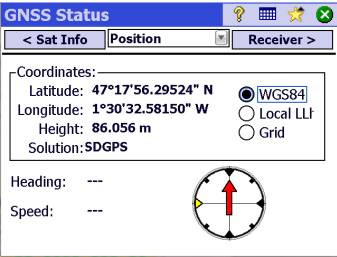 GNSS Status
< Sat Info Position Receiver >
Coordinates:
Latitude: 47°17'56.29524" N
Longitude: 1°30'32.58150" W
Height: 86.056 m
Solution: SDGPS
WGS84
Local LLh
Grid
Heading: ---
Speed: ---